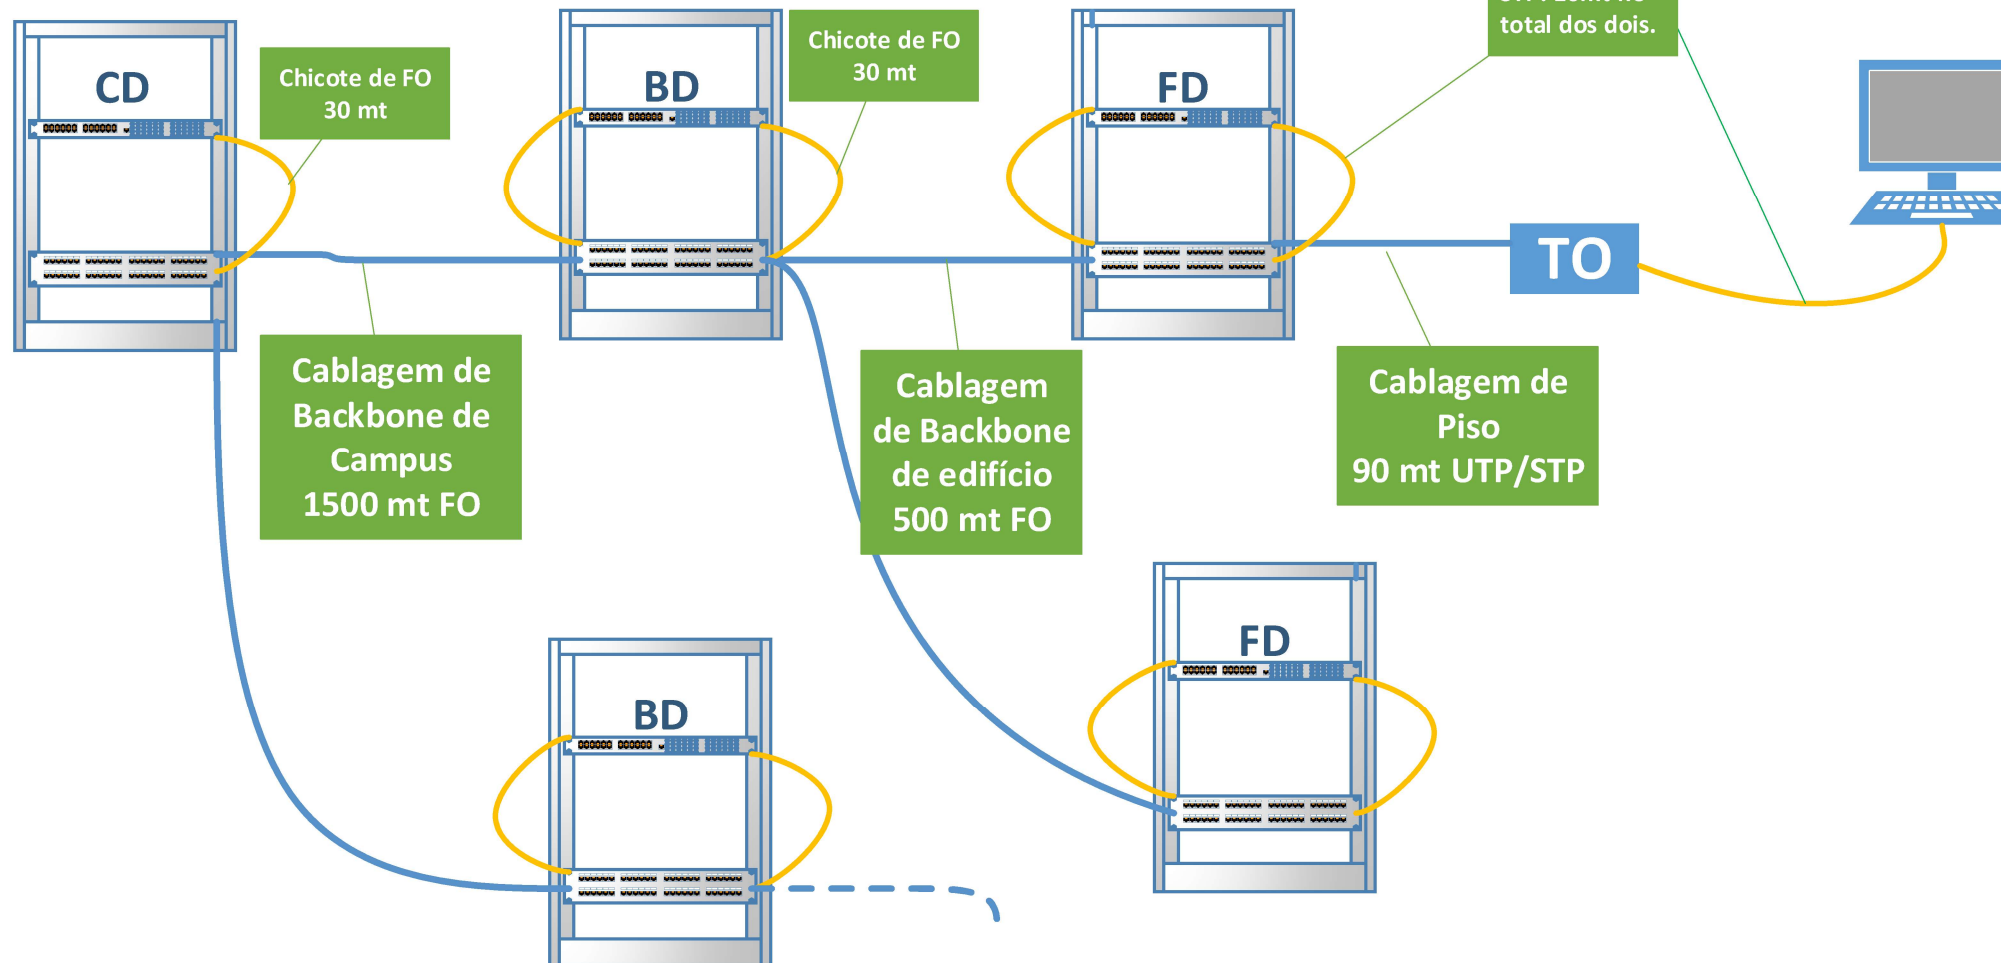 total dos dois.
CD
Chicote de FO
30 mt
BD
Chicote de FO
30 mt
FD
TO
Cablagem de
Backbone de
Campus
1500 mt FO
Cablagem
de Backbone
de edifício
500 mt FO
Cablagem de
Piso
90 mt UTP/STP
FD
BD